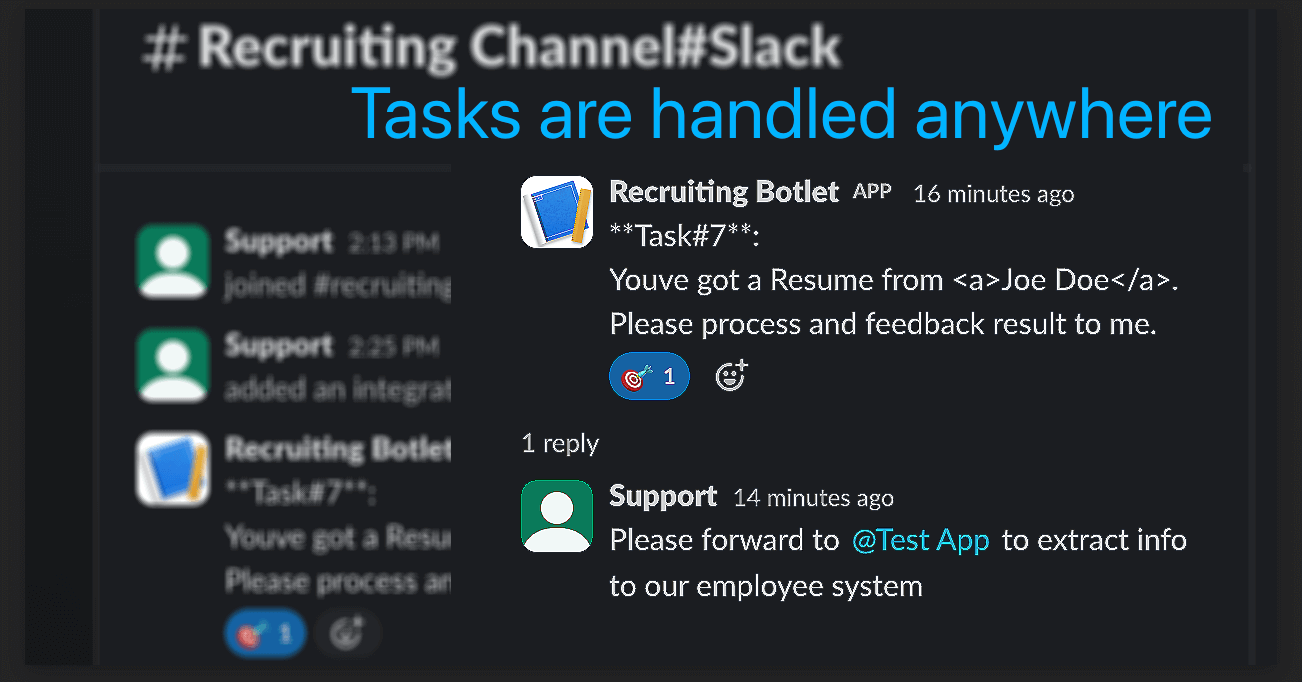 # Recruiting Channel#Slack
Tasks are handled anywhere
Support 2:13 PM
joined #recruiting
Support 2:25 PM
added an integrat
Recruiting Botlet
**Task#7**:
Youve got a Resu
Please process an
1
Recruiting Botlet APP 16 minutes ago
**Task#7**:
Youve got a Resume from <a>Joe Doe</a>.
Please process and feedback result to me.
1
1 reply
Support 14 minutes ago
Please forward to @Test App to extract info
to our employee system